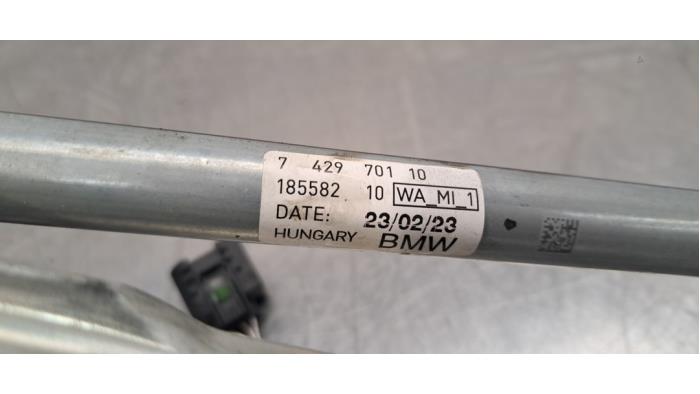 7 429 701 10
185582 10 WA_MI_1
DATE: 23/02/23
HUNGARY BMW